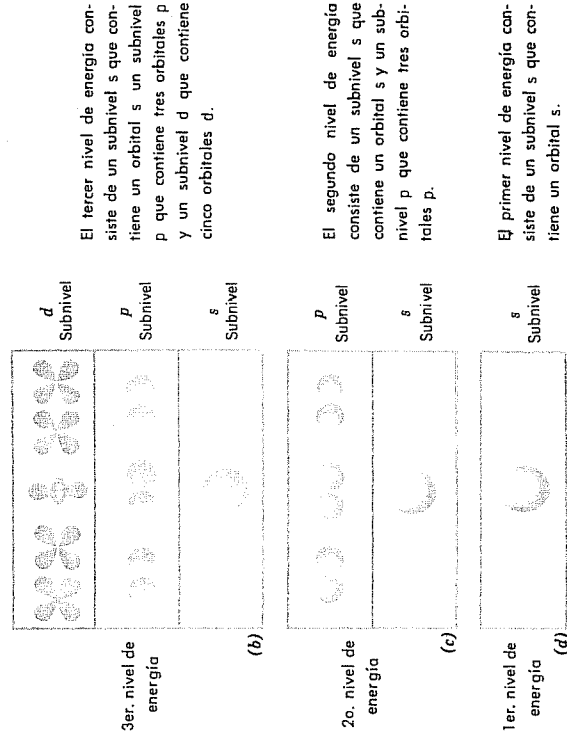 3er. nivel de
energía
(b)
d
Subnivel
p
Subnivel
s
Subnivel
El tercer nivel de energía con-
siste de un subnivel s que con-
tiene un orbital s un subnivel
p que contiene tres orbitales p
y un subnivel d que contiene
cinco orbitales d.
2o. nivel de
energía
(c)
p
Subnivel
s
Subnivel
El segundo nivel de energía
consiste de un subnivel s que
contiene un orbital s y un sub-
nivel p que contiene tres orbi-
tales p.
1er. nivel de
energía
(d)
s
Subnivel
El primer nivel de energía con-
siste de un subnivel s que con-
tiene un orbital s.